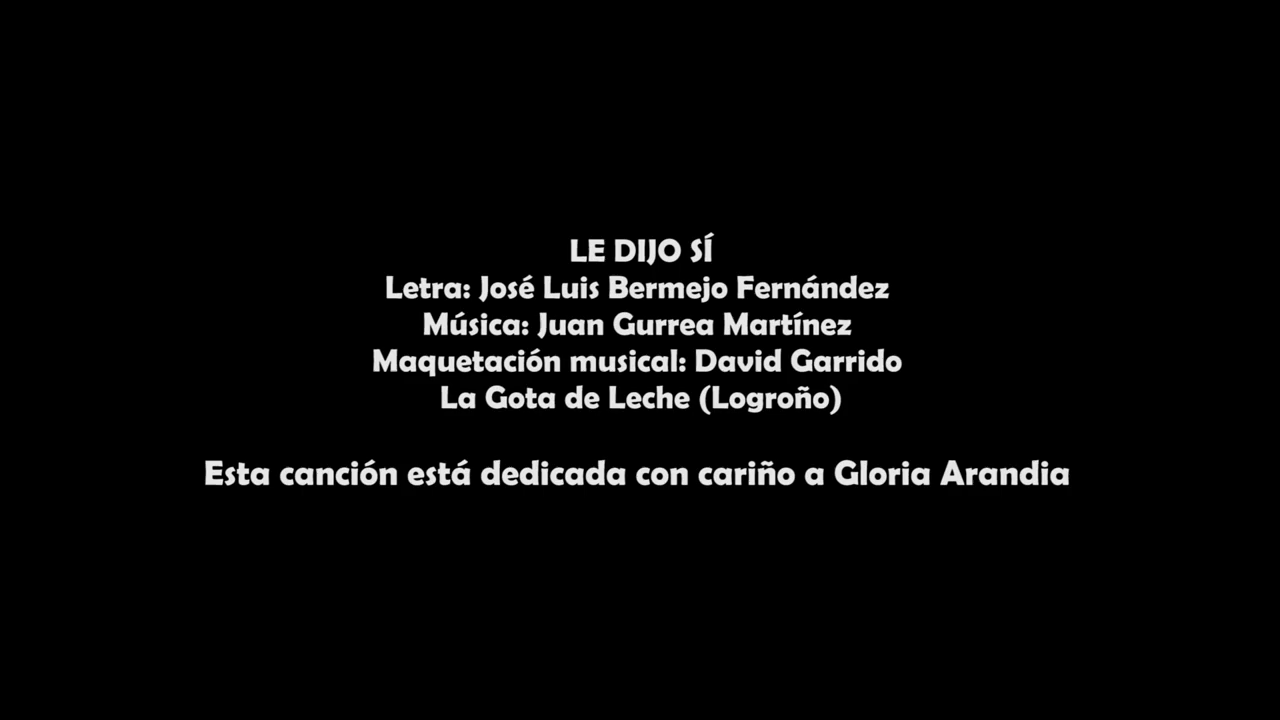 LE DIJO SÍ
Letra: José Luis Bermejo Fernández
Música: Juan Gurrea Martínez
Maquetación musical: David Garrido
La Gota de Leche (Logroño)
Esta canción está dedicada con cariño a Gloria Arandia